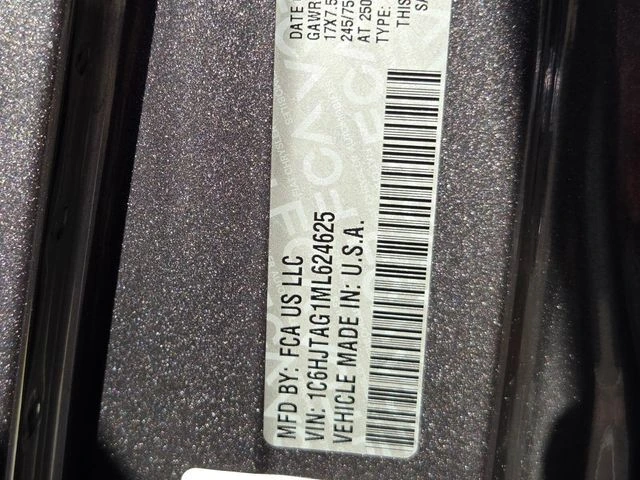 DATE
GAWR
17X7.5
245/75
AT 250
TYPE:
THIS
MFD BY: FCA US LLC
VIN: 1C6HJTAG1ML624625
VEHICLE MADE IN: U.S.A.